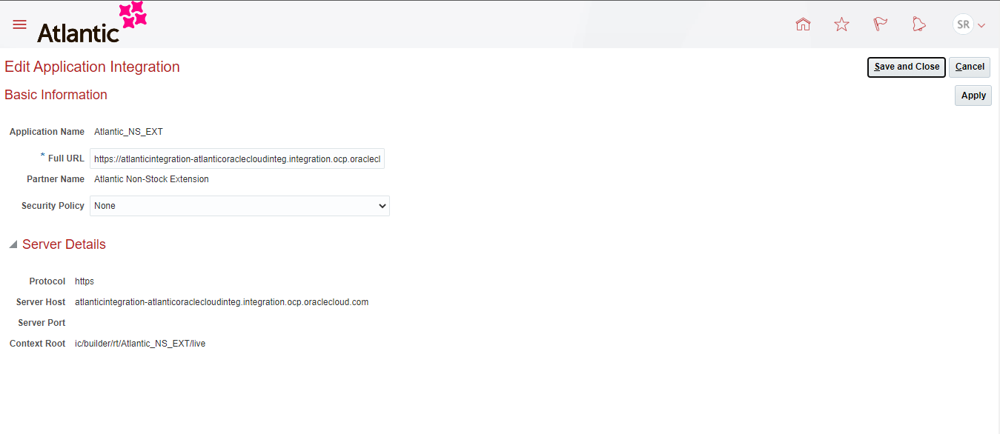 Atlantic
SR
Edit Application Integration
Save and Close
Cancel
Basic Information
Apply
Application Name Atlantic_NS_EXT
* Full URL https://atlanticintegration-atlanticoraclecloudinteg.integration.ocp.oraclecl
Partner Name Atlantic Non-Stock Extension
Security Policy None
Server Details
Protocol https
Server Host atlanticintegration-atlanticoraclecloudinteg.integration.ocp.oraclecloud.com
Server Port
Context Root ic/builder/rt/Atlantic_NS_EXT/live